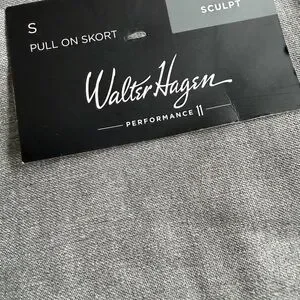 S
SCULPT
PULL ON SKORT
Walter Hagen
PERFORMANCE 11